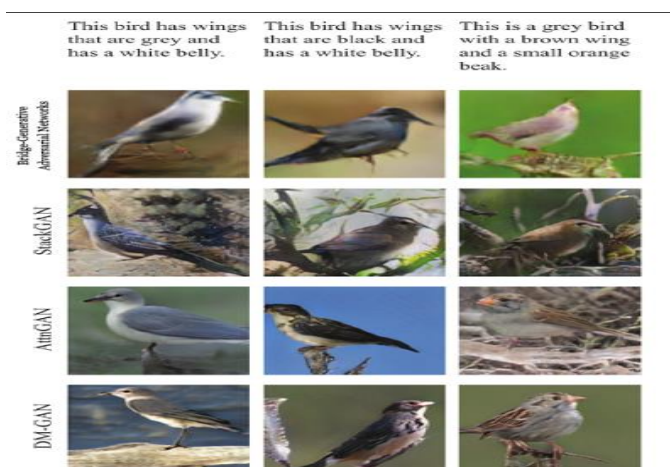 This bird has wings
that are grey and
has a white belly.
This bird has wings
that are black and
has a white belly.
This is a grey bird
with a brown wing
and a small orange
beak.
Bridge-Generative
Adversarial Networks
StackGAN
AttnGAN
DM-GAN